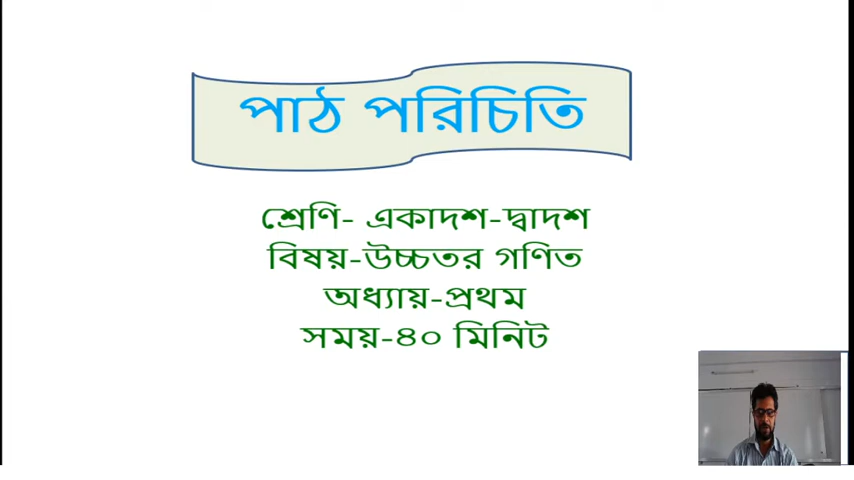 পাঠ পরিচিতি
শ্রেণি- একাদশ-দ্বাদশ
বিষয়-উচ্চতর গণিত
অধ্যায়-প্রথম
সময়-৪০ মিনিট